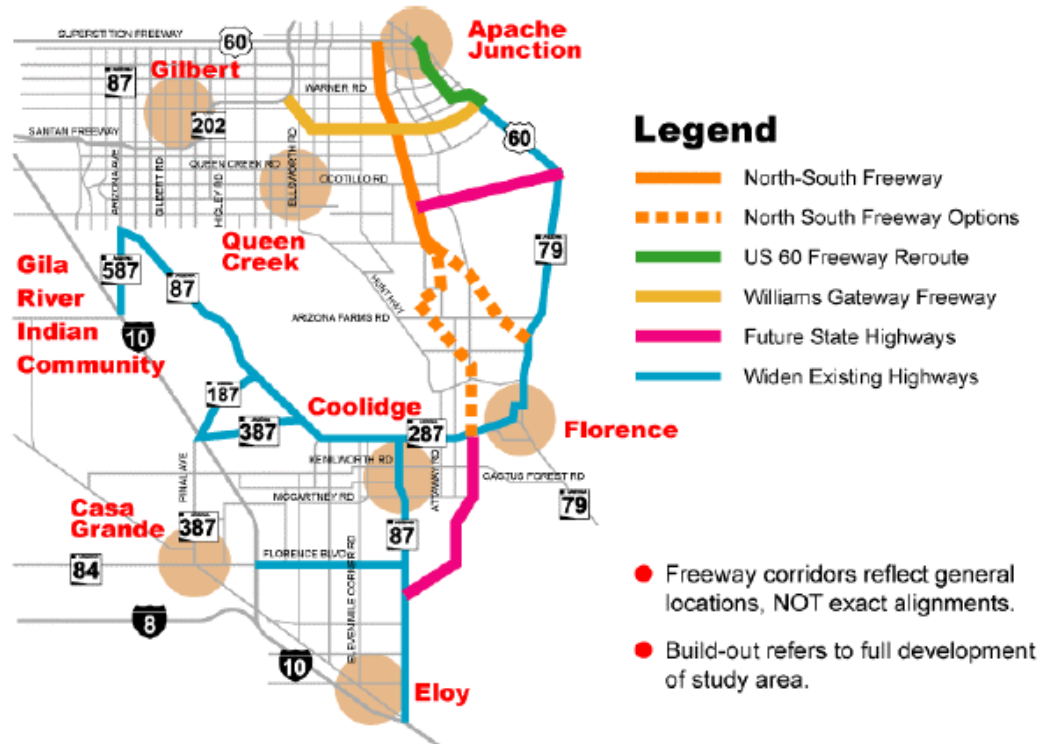 SUPERSTITION FREEWAY
60
Apache
Junction
Gilbert
87
WARNER RD
202
SANTAN FREEWAY
60
QUEEN CREEK RD
OCOTILLO RD
ARIZONA AVE
GILBERT RD
HIGLEY RD
ELLSWORTH RD
Queen
Creek
79
Gila
River
Indian
Community
587
87
HUNT HWY
ARIZONA FARMS RD
10
187
387
Coolidge
287
Florence
KENILWORTH RD
CACTUS FOREST RD
MCCARTNEY RD
ATTAWAY RD
79
PINAL AVE
Casa
Grande
387
87
84
FLORENCE BLVD
ELEVEN MILE CORNER RD
8
10
Eloy
Legend
North-South Freeway
North South Freeway Options
US 60 Freeway Reroute
Williams Gateway Freeway
Future State Highways
Widen Existing Highways
Freeway corridors reflect general
locations, NOT exact alignments.
Build-out refers to full development
of study area.